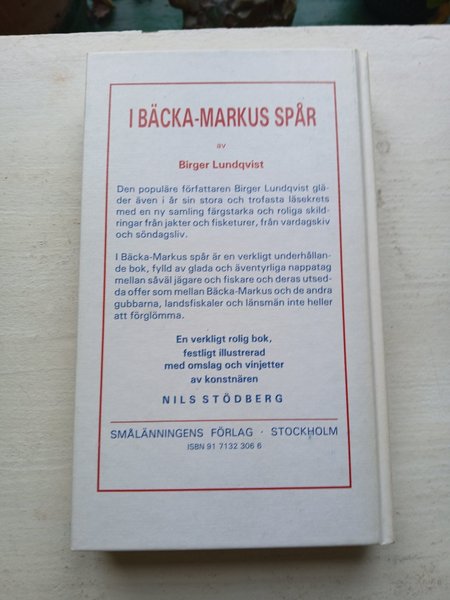 I BÄCKA-MARKUS SPÅR
av
Birger Lundqvist
Den populäre författaren Birger Lundqvist glä-
der även i år sin stora och trofasta läsekrets
med en ny samling färgstarka och roliga skild-
ringar från jakter och fisketurer, från vardagskiv
och söndagsliv.
I Bäcka-Markus spår är en verkligt underhållan-
de bok, fylld av glada och äventyrliga nappatag
mellan såväl jägare och fiskare och deras utsed-
da offer som mellan Bäcka-Markus och de andra
gubbarna, landsfiskaler och länsmän inte heller
att förglömma.
En verkligt rolig bok,
festligt illustrerad
med omslag och vinjetter
av konstnären
NILS STÖDBERG
SMÅLÄNNINGENS FÖRLAG · STOCKHOLM
ISBN 91 7132 306 6